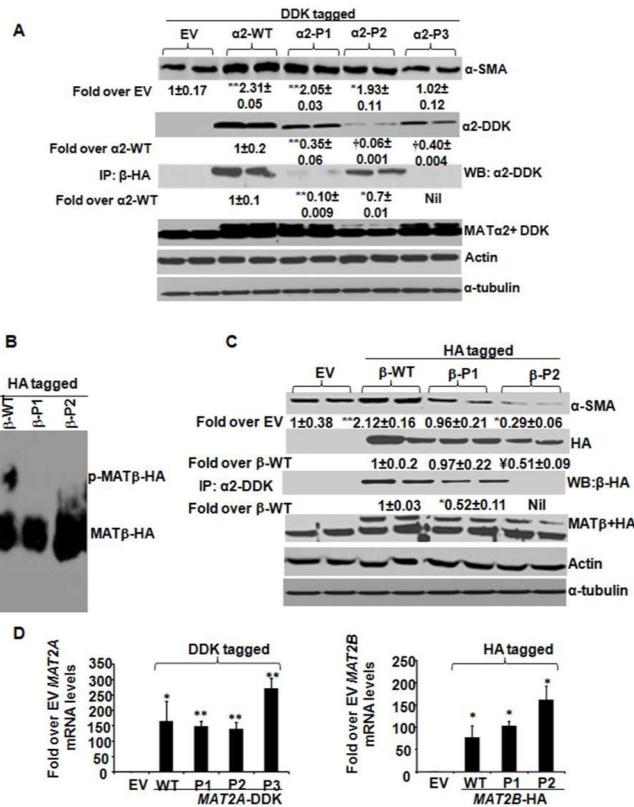 A
DDK tagged
EV α2-WT α2-P1 α2-P2 α2-P3
α-SMA
Fold over EV 1±0.17 **2.31± 0.05 **2.05± 0.03 *1.93± 0.11 1.02± 0.12
α2-DDK
Fold over α2-WT 1±0.2 **0.35± 0.06 †0.06± 0.001 †0.40± 0.004
IP: β-HA WB: α2-DDK
Fold over α2-WT 1±0.1 **0.10± 0.009 *0.7± 0.01 Nil
MATα2+ DDK
Actin
α-tubulin
B
HA tagged
β-WT β-P1 β-P2
p-MATβ-HA
MATβ-HA
C
HA tagged
EV β-WT β-P1 β-P2
α-SMA
Fold over EV 1±0.38 **2.12±0.16 0.96±0.21 *0.29±0.06
HA
Fold over β-WT 1±0.0.2 0.97±0.22 ¥0.51±0.09
IP: α2-DDK WB:β-HA
Fold over β-WT 1±0.03 *0.52±0.11 Nil
MATβ+HA
Actin
α-tubulin
D
DDK tagged
Fold over EV MAT2A
mRNA levels
350
300
250
200
150
100
50
0
* ** ** **
EV WT P1 P2 P3
MAT2A-DDK
HA tagged
Fold over EV MAT2B
mRNA levels
250
200
150
100
50
0
* * *
EV WT P1 P2
MAT2B-HA